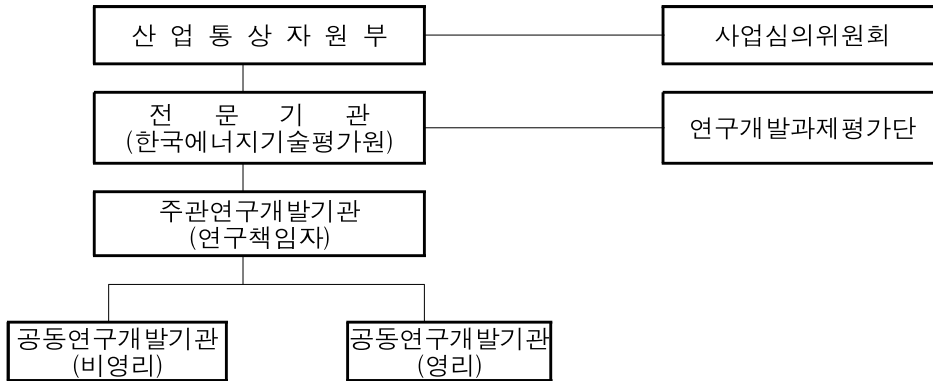 산 업 통 상 자 원 부
사업심의위원회
전 문 기 관
(한국에너지기술평가원)
연구개발과제평가단
주관연구개발기관
(연구책임자)
공동연구개발기관
(비영리)
공동연구개발기관
(영리)